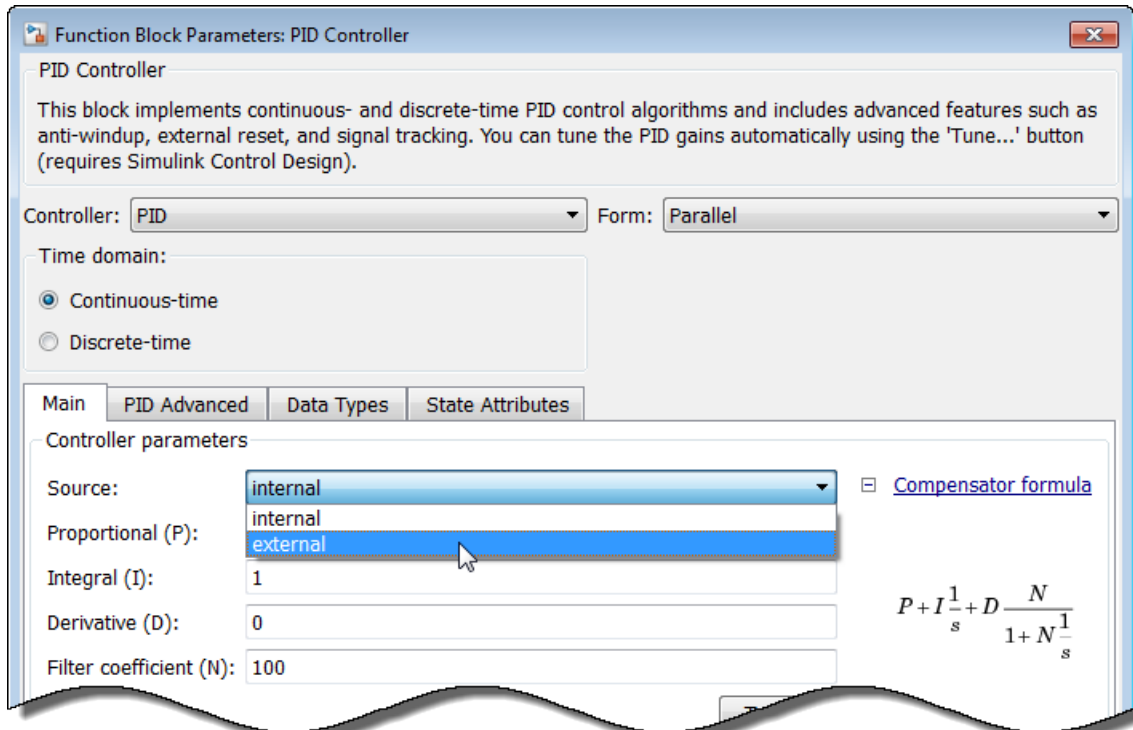 Function Block Parameters: PID Controller
PID Controller
This block implements continuous- and discrete-time PID control algorithms and includes advanced features such as
anti-windup, external reset, and signal tracking. You can tune the PID gains automatically using the 'Tune...' button
(requires Simulink Control Design).
Controller: PID Form: Parallel
Time domain:
Continuous-time
Discrete-time
Main PID Advanced Data Types State Attributes
Controller parameters
Source: internal Compensator formula
internal
Proportional (P):
external
Integral (I): 1
P + I 1/s + D N/(1 + N 1/s)
Derivative (D): 0
Filter coefficient (N): 100